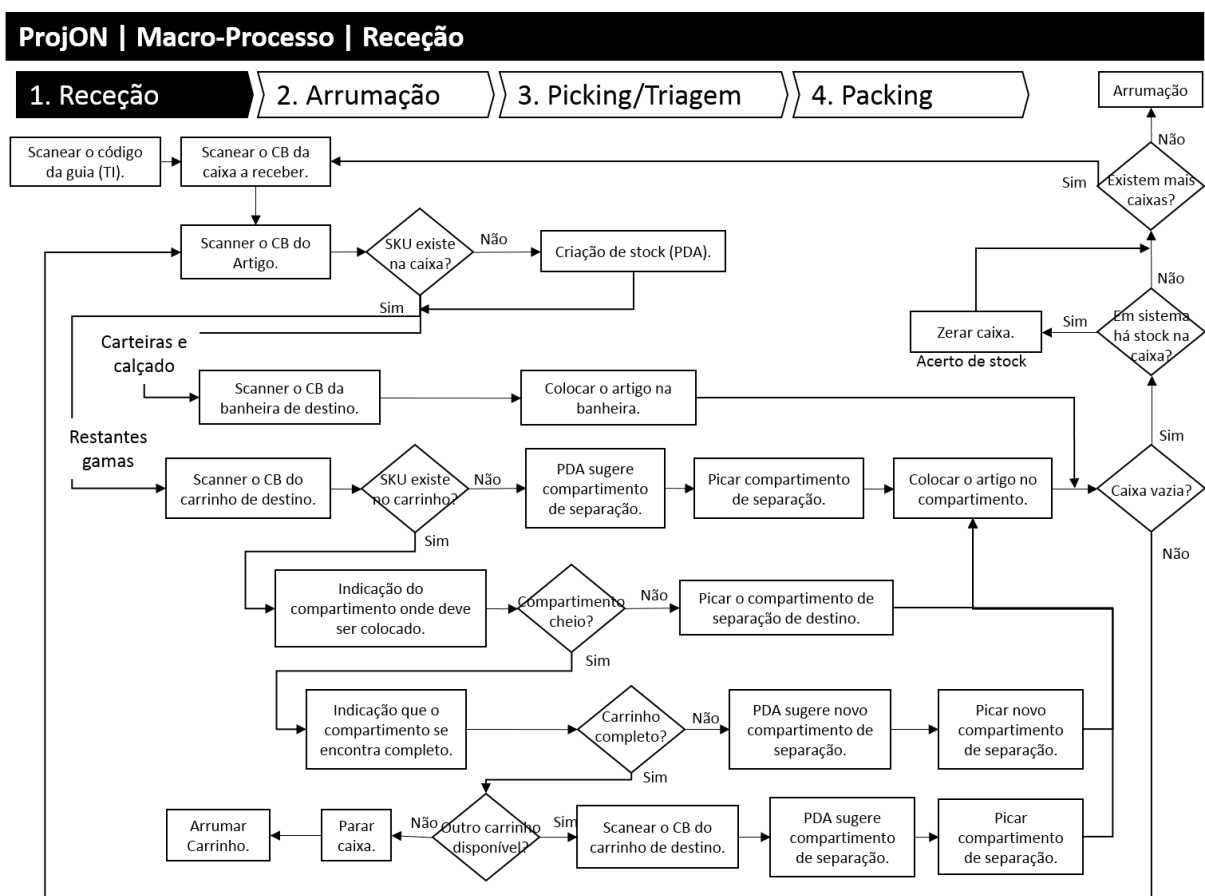 ProjON | Macro-Processo | Receção
1. Receção
2. Arrumação
3. Picking/Triagem
4. Packing
Arrumação
Scanear o código
da guia (TI).
Scanear o CB da
caixa a receber.
Não
Sim
Existem mais
caixas?
Scanner o CB do
Artigo.
SKU existe
na caixa?
Não
Criação de stock (PDA).
Sim
Não
Zerar caixa.
Sim
Em sistema
há stock na
caixa?
Acerto de stock
Carteiras e
calçado
Scanner o CB da
banheira de destino.
Colocar o artigo na
banheira.
Sim
Restantes
gamas
Scanner o CB do
carrinho de destino.
SKU existe
no carrinho?
Não
PDA sugere
compartimento
de separação.
Picar compartimento
de separação.
Colocar o artigo no
compartimento.
Caixa vazia?
Sim
Não
Indicação do
compartimento onde deve
ser colocado.
Compartimento
cheio?
Não
Picar o compartimento de
separação de destino.
Sim
Indicação que o
compartimento se
encontra completo.
Carrinho
completo?
Não
PDA sugere novo
compartimento de
separação.
Picar novo
compartimento
de separação.
Sim
Arrumar
Carrinho.
Parar
caixa.
Não
Outro carrinho
disponível?
Sim
Scanear o CB do
carrinho de destino.
PDA sugere
compartimento
de separação.
Picar
compartimento
de separação.